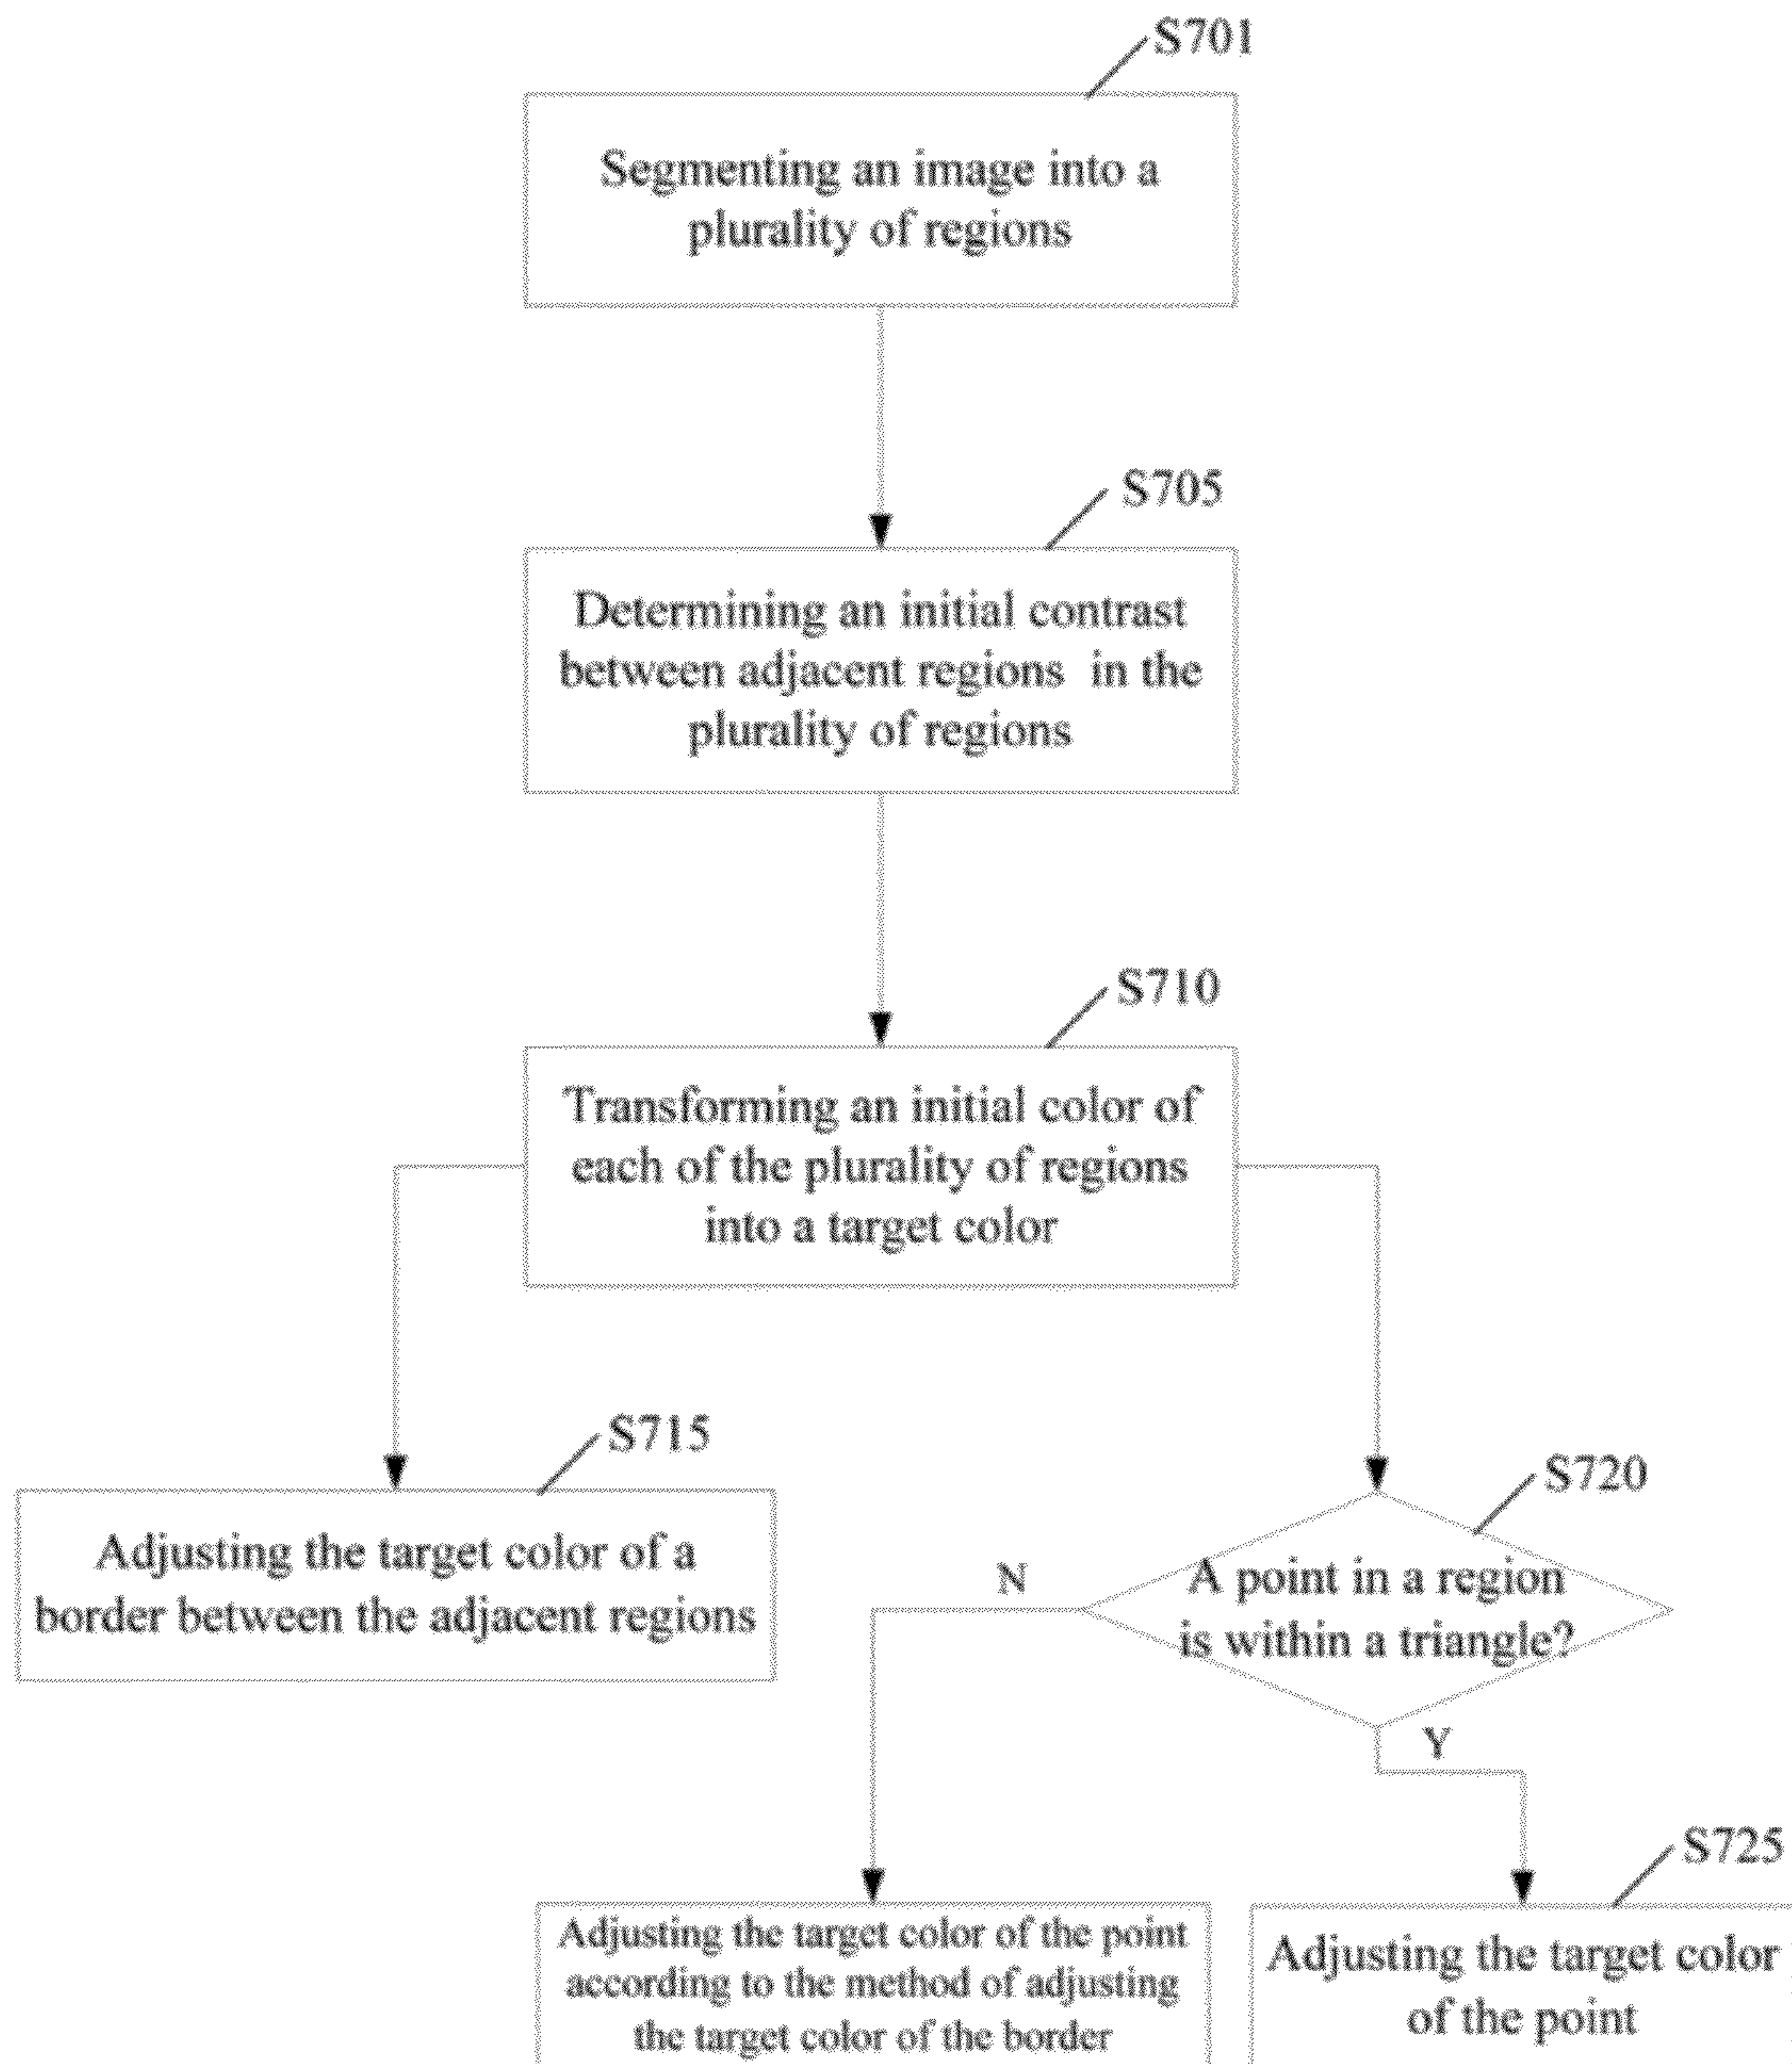 S701
Segmenting an image into a
plurality of regions
S705
Determining an initial contrast
between adjacent regions in the
plurality of regions
S710
Transforming an initial color of
each of the plurality of regions
into a target color
S715
Adjusting the target color of a
border between the adjacent regions
S720
A point in a region
is within a triangle?
N
Y
Adjusting the target color of the point
according to the method of adjusting
the target color of the border
S725
Adjusting the target color
of the point